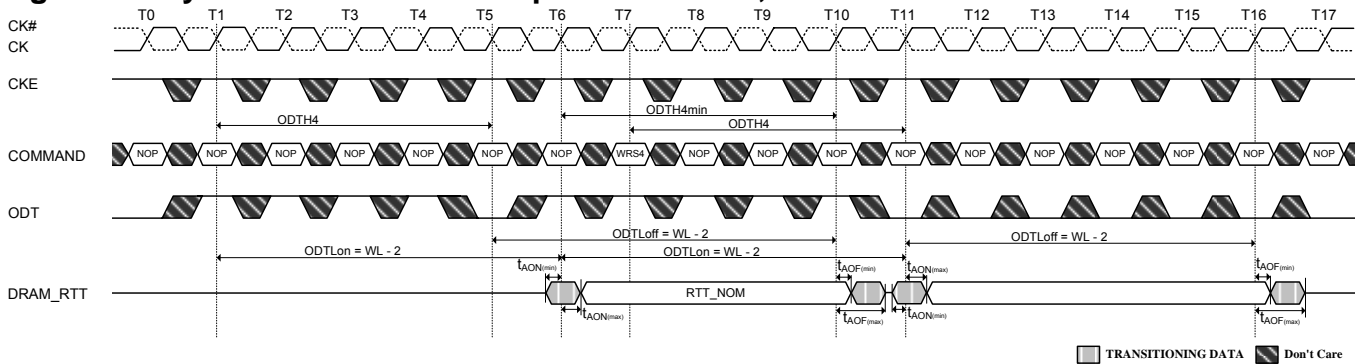 T0 T1 T2 T3 T4 T5 T6 T7 T8 T9 T10 T11 T12 T13 T14 T15 T16 T17
CK#
CK
CKE
ODTH4 ODTH4min
ODTH4
COMMAND NOP NOP NOP NOP NOP NOP NOP WRS4 NOP NOP NOP NOP NOP NOP NOP NOP NOP NOP
ODT
ODTLoff = WL - 2 ODTLoff = WL - 2
ODTLon = WL - 2 ODTLon = WL - 2
tAON(min) tAOF(min) tAON(max) tAOF(min)
DRAM_RTT RTT_NOM
tAON(max) tAOF(max) tAON(min) tAOF(max)
TRANSITIONING DATA Don't Care